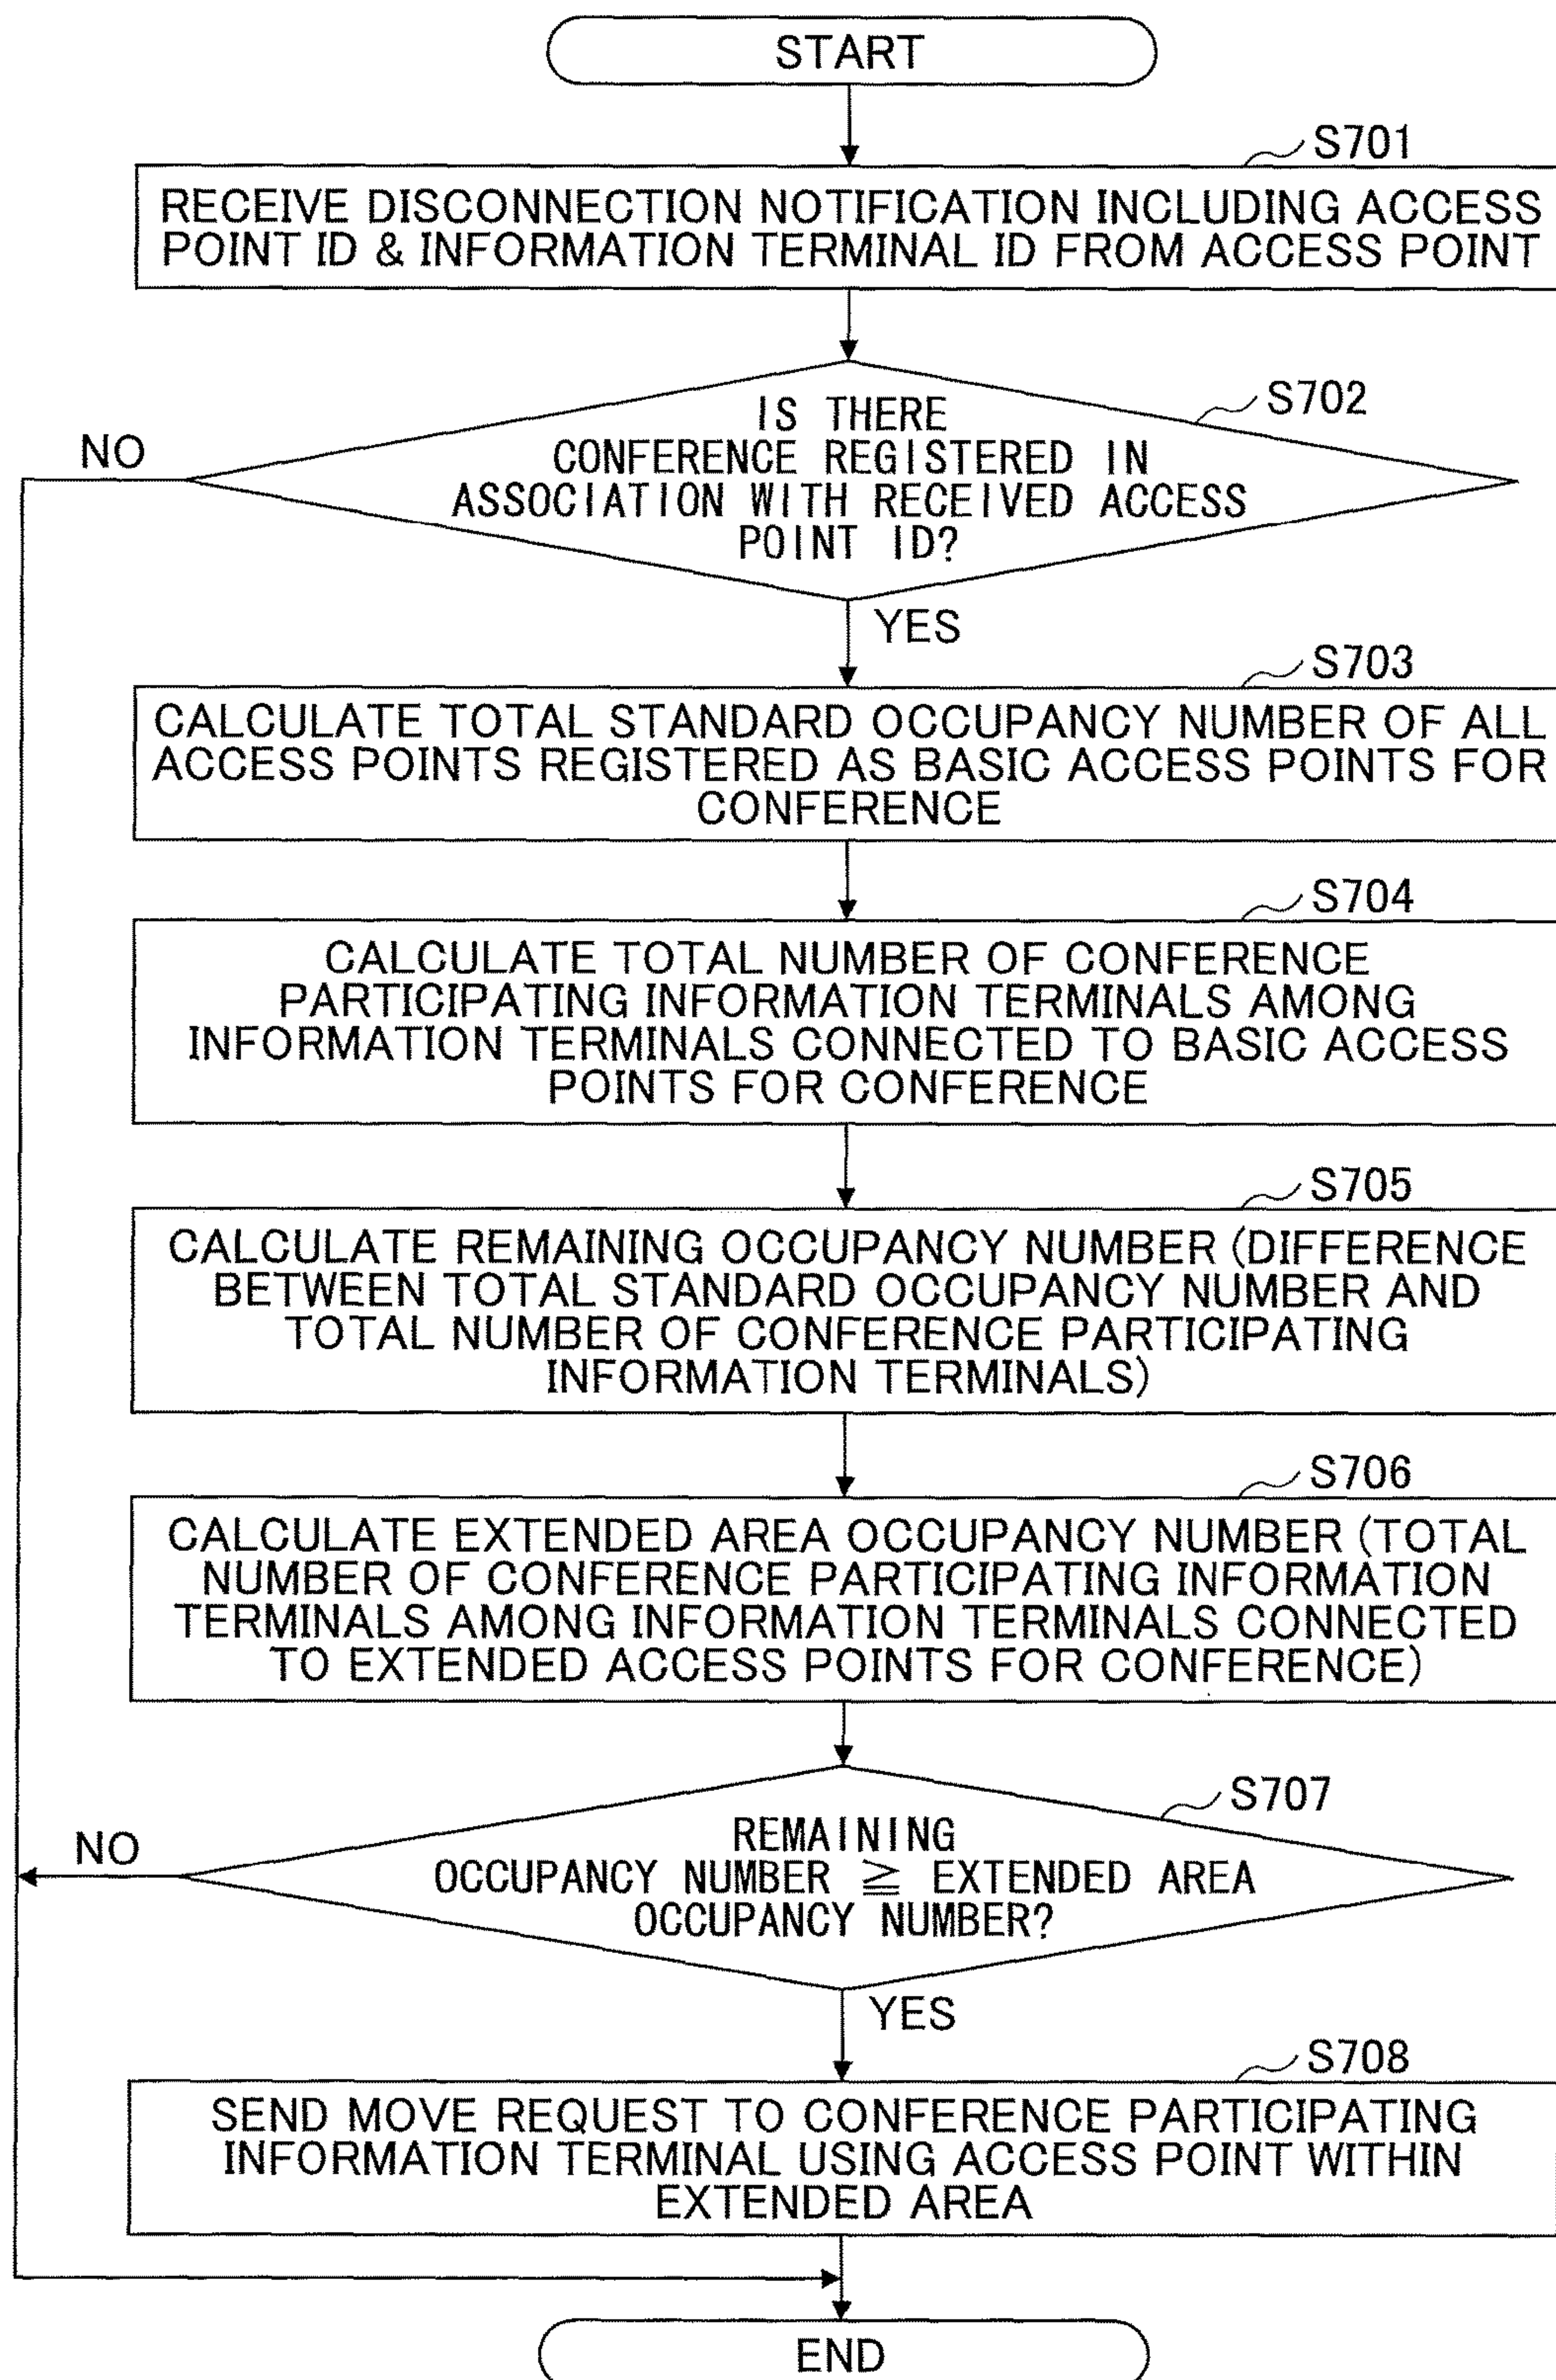 START
S701
RECEIVE DISCONNECTION NOTIFICATION INCLUDING ACCESS
POINT ID & INFORMATION TERMINAL ID FROM ACCESS POINT
S702
IS THERE
CONFERENCE REGISTERED IN
ASSOCIATION WITH RECEIVED ACCESS
POINT ID?
NO
YES
S703
CALCULATE TOTAL STANDARD OCCUPANCY NUMBER OF ALL
ACCESS POINTS REGISTERED AS BASIC ACCESS POINTS FOR
CONFERENCE
S704
CALCULATE TOTAL NUMBER OF CONFERENCE
PARTICIPATING INFORMATION TERMINALS AMONG
INFORMATION TERMINALS CONNECTED TO BASIC ACCESS
POINTS FOR CONFERENCE
S705
CALCULATE REMAINING OCCUPANCY NUMBER (DIFFERENCE
BETWEEN TOTAL STANDARD OCCUPANCY NUMBER AND
TOTAL NUMBER OF CONFERENCE PARTICIPATING
INFORMATION TERMINALS)
S706
CALCULATE EXTENDED AREA OCCUPANCY NUMBER (TOTAL
NUMBER OF CONFERENCE PARTICIPATING INFORMATION
TERMINALS AMONG INFORMATION TERMINALS CONNECTED
TO EXTENDED ACCESS POINTS FOR CONFERENCE)
S707
REMAINING
OCCUPANCY NUMBER ≧ EXTENDED AREA
OCCUPANCY NUMBER?
NO
YES
S708
SEND MOVE REQUEST TO CONFERENCE PARTICIPATING
INFORMATION TERMINAL USING ACCESS POINT WITHIN
EXTENDED AREA
END